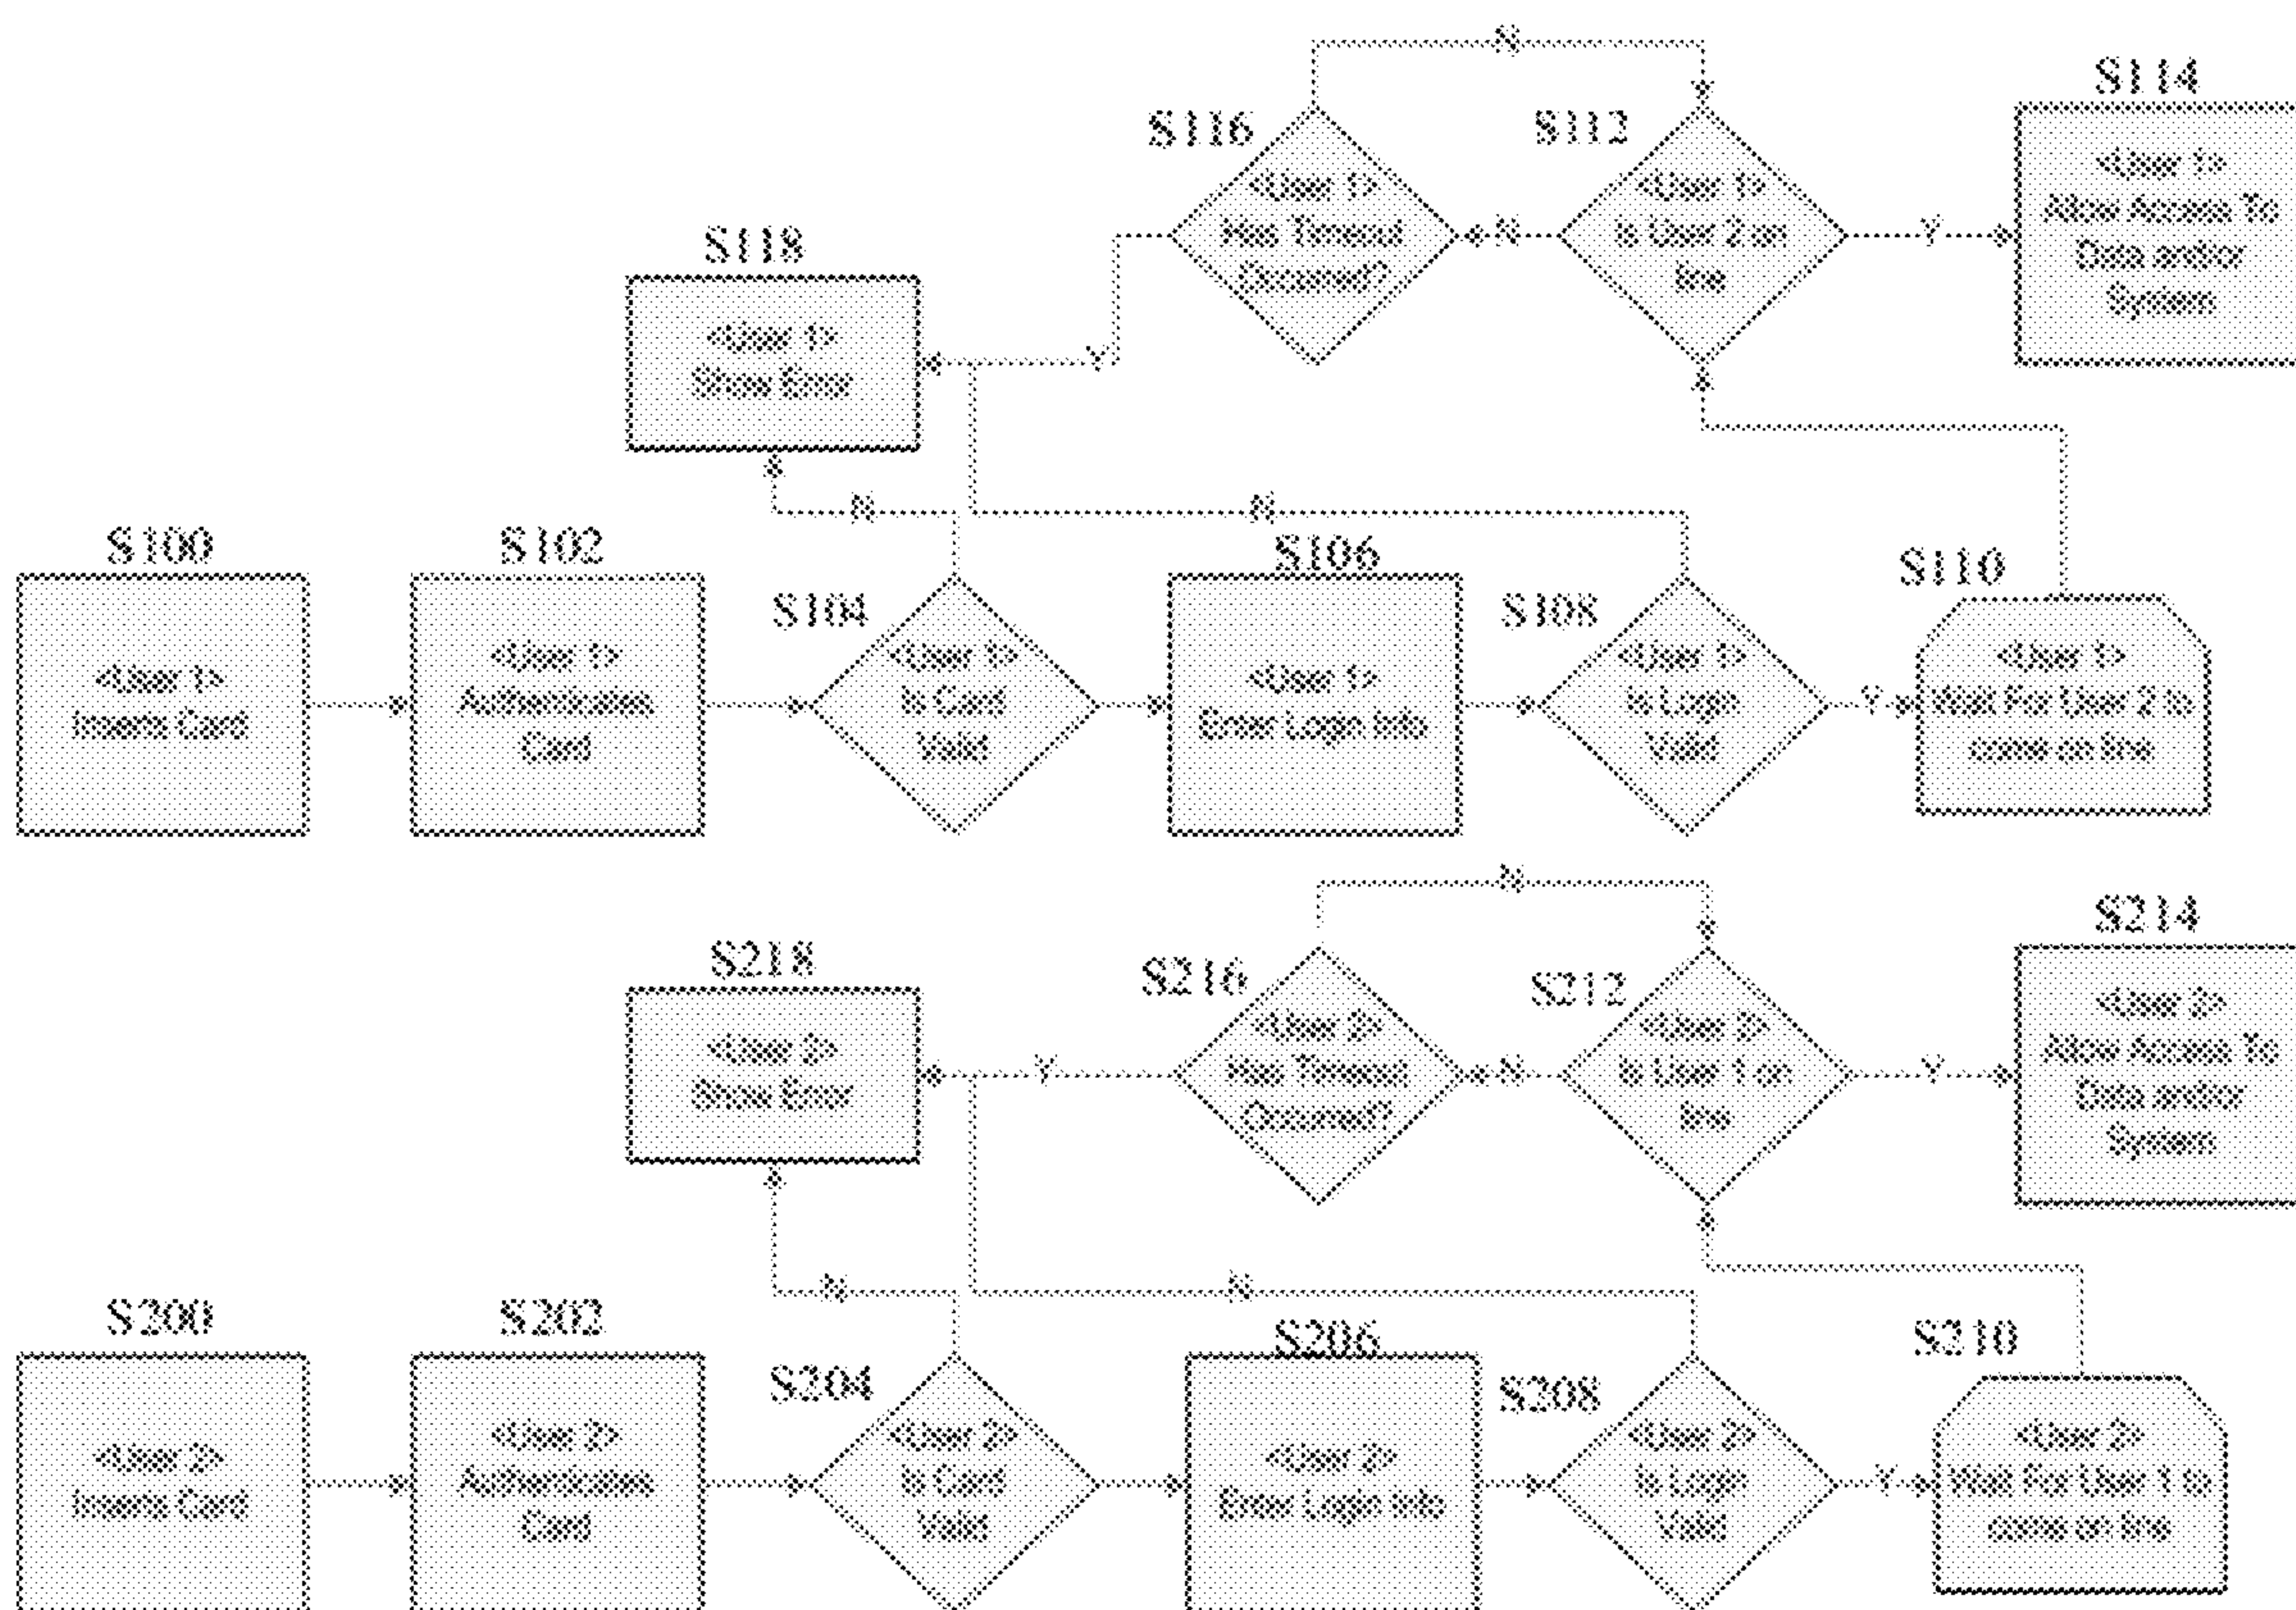 N
S114
S116
S112
<User 1>
Allow Access To
Data and/or
System
<User 1>
Has Timeout
Occurred?
N
<User 1>
Is User 2 on
line
Y
S118
<User 1>
Show Error
Y
N
N
S100
S102
S106
S110
S104
S108
<User 1>
Inserts Card
<User 1>
Authenticates
Card
<User 1>
Is Card
Valid
<User 1>
Enter Login Info
<User 1>
Is Login
Valid
Y
<User 1>
Wait For User 2 to
come on line
N
S214
S218
S216
S212
<User 2>
Show Error
Y
<User 2>
Has Timeout
Occurred?
N
<User 2>
Is User 1 on
line
Y
<User 2>
Allow Access To
Data and/or
System
N
N
S200
S202
S206
S210
S204
S208
<User 2>
Inserts Card
<User 2>
Authenticates
Card
<User 2>
Is Card
Valid
<User 2>
Enter Login Info
<User 2>
Is Login
Valid
Y
<User 2>
Wait For User 1 to
come on line